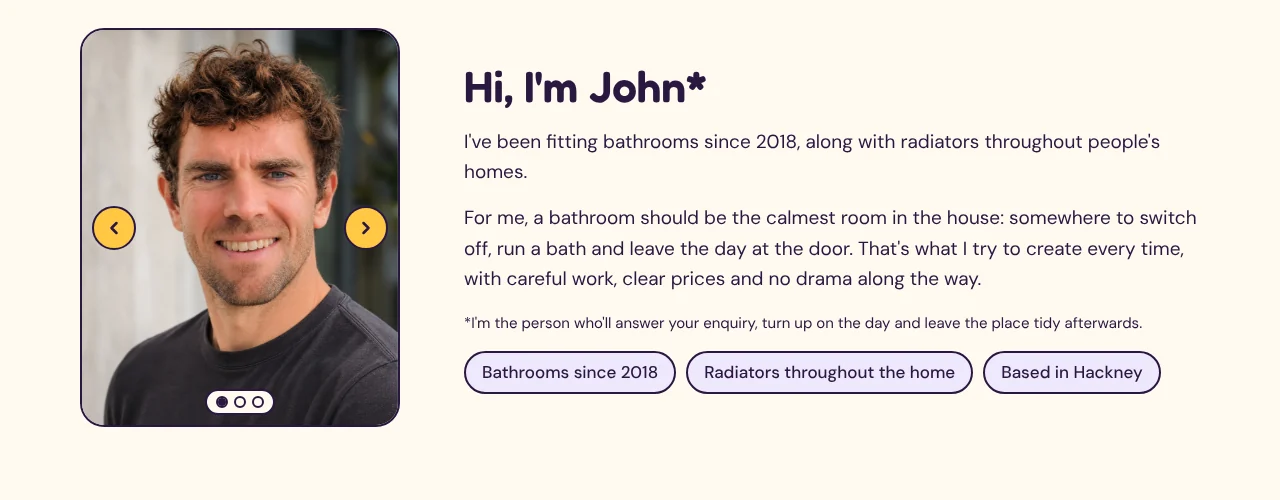 Hi, I'm John*
I've been fitting bathrooms since 2018, along with radiators throughout people's
homes.
For me, a bathroom should be the calmest room in the house: somewhere to switch
off, run a bath and leave the day at the door. That's what I try to create every time,
with careful work, clear prices and no drama along the way.
*I'm the person who'll answer your enquiry, turn up on the day and leave the place tidy afterwards.
Bathrooms since 2018
Radiators throughout the home
Based in Hackney